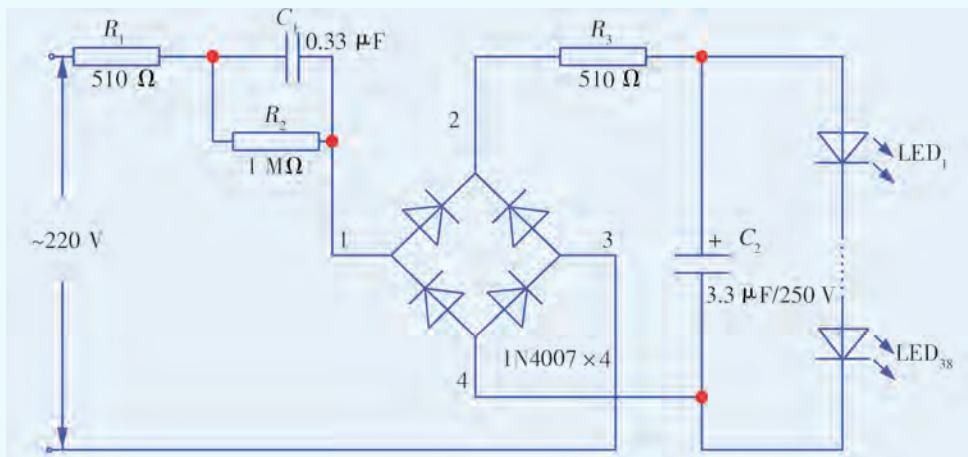 R₁
510 Ω
C₁
0.33 μF
R₂
1 MΩ
~220 V
1
2
3
4
1N4007 ×4
R₃
510 Ω
+ C₂
3.3 μF/250 V
LED₁
LED₃₈